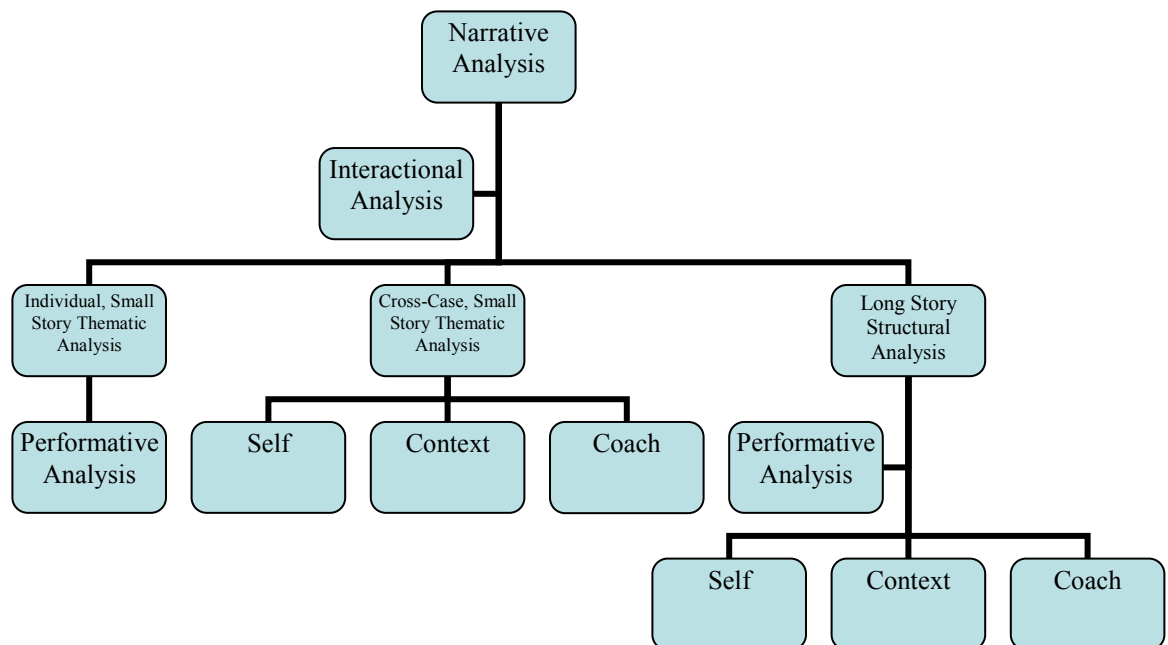 Narrative
Analysis
Interactional
Analysis
Individual, Small
Story Thematic
Analysis
Cross-Case, Small
Story Thematic
Analysis
Long Story
Structural
Analysis
Performative
Analysis
Self
Context
Coach
Performative
Analysis
Self
Context
Coach